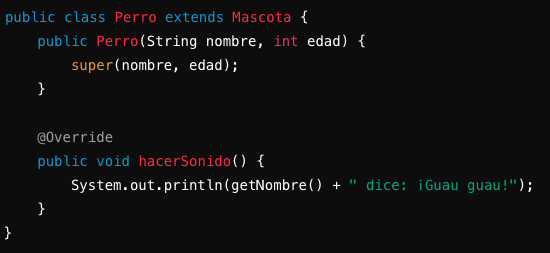 public class Perro extends Mascota {
    public Perro(String nombre, int edad) {
        super(nombre, edad);
    }

    @Override
    public void hacerSonido() {
        System.out.println(getNombre() + " dice: ¡Guau guau!");
    }
}